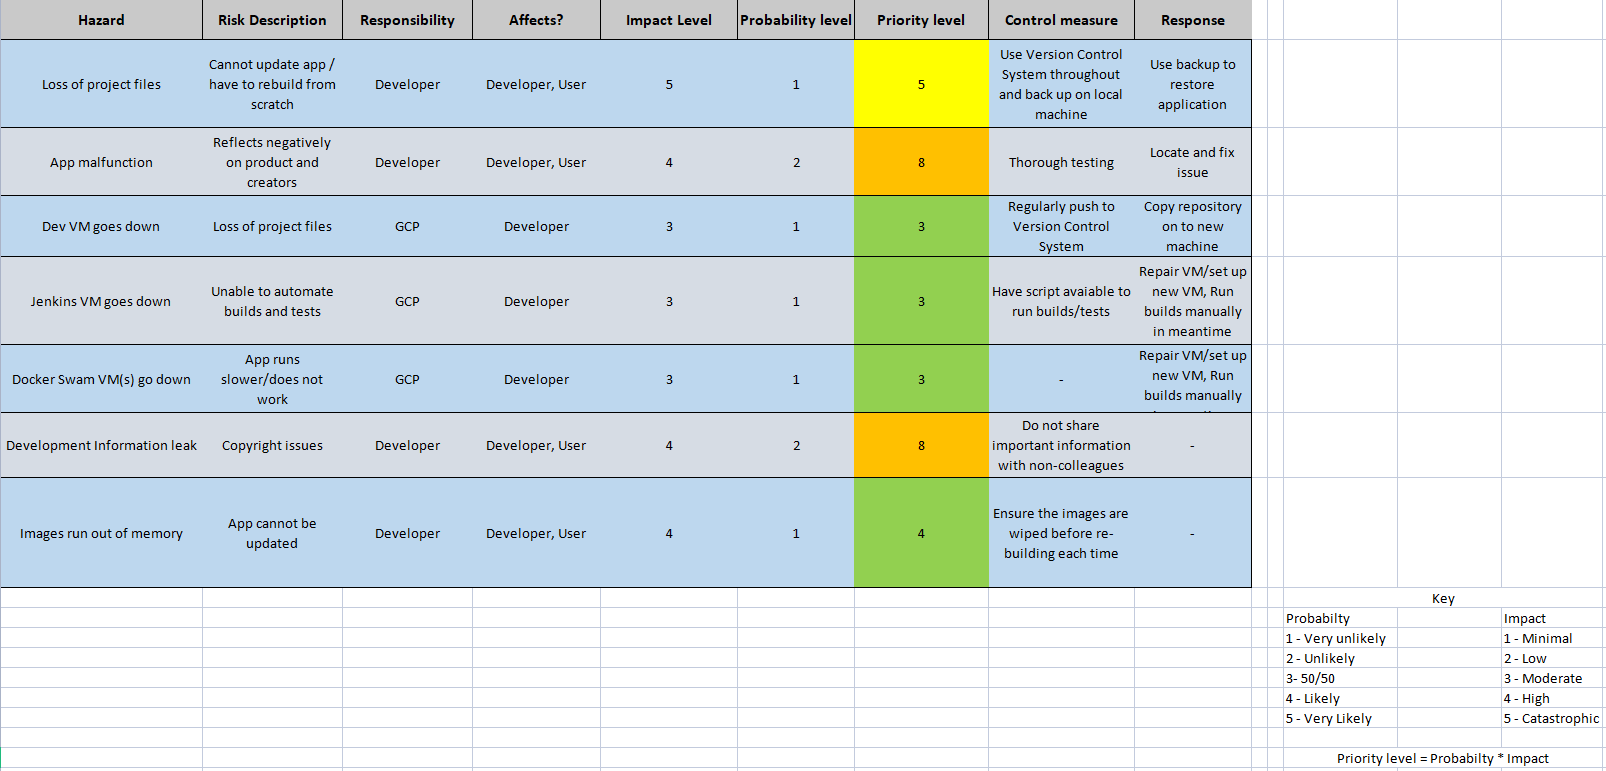 Hazard Risk Description Responsibility Affects? Impact Level Probability level Priority level Control measure Response
Loss of project files
Cannot update app /
have to rebuild from
scratch
Developer
Developer, User
5
1
5
Use Version Control
System throughout
and back up on local
machine
Use backup to
restore
application
App malfunction
Reflects negatively
on product and
creators
Developer
Developer, User
4
2
8
Thorough testing
Locate and fix
issue
Dev VM goes down
Loss of project files
GCP
Developer
3
1
3
Regularly push to
Version Control
System
Copy repository
on to new
machine
Jenkins VM goes down
Unable to automate
builds and tests
GCP
Developer
3
1
3
Have script avaiable to
run builds/tests
Repair VM/set up
new VM, Run
builds manually
in meantime
Docker Swam VM(s) go down
App runs
slower/does not
work
GCP
Developer
3
1
3
-
Repair VM/set up
new VM, Run
builds manually
Development Information leak
Copyright issues
Developer
Developer, User
4
2
8
Do not share
important information
with non-colleagues
-
Images run out of memory
App cannot be
updated
Developer
Developer, User
4
1
4
Ensure the images are
wiped before re-
building each time
-
Key
Probabilty Impact
1 - Very unlikely 1 - Minimal
2 - Unlikely 2 - Low
3- 50/50 3 - Moderate
4 - Likely 4 - High
5 - Very Likely 5 - Catastrophic
Priority level = Probabilty * Impact